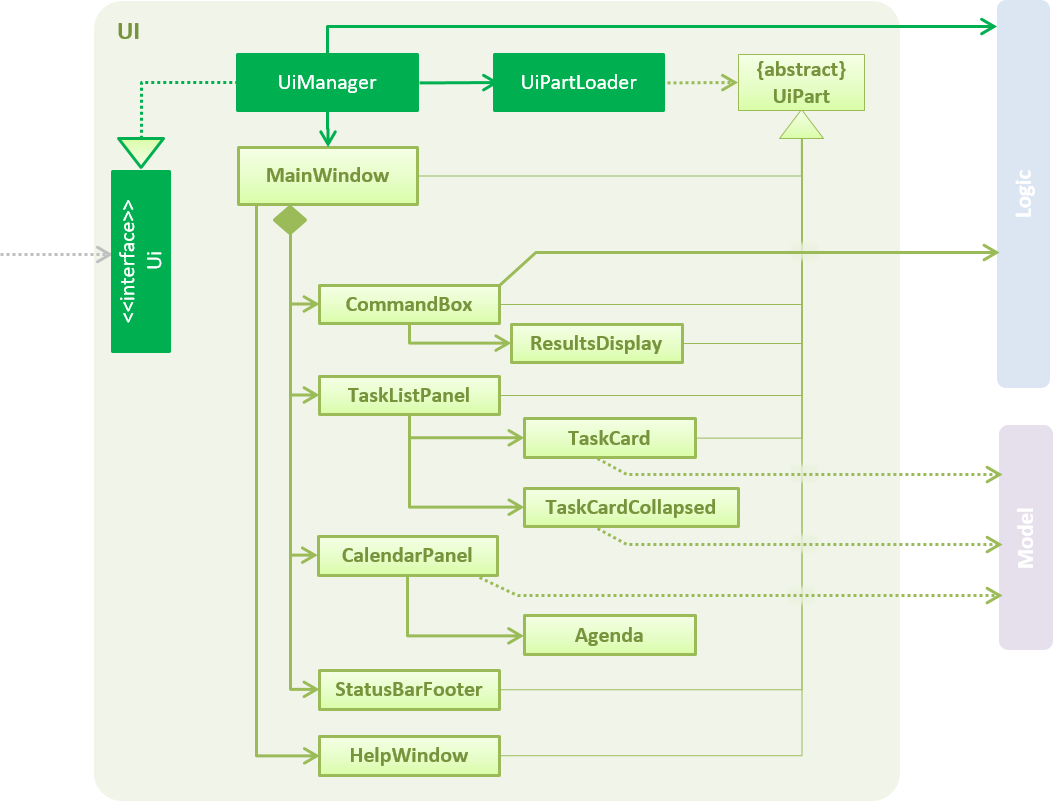 UI
UiManager
UiPartLoader
{abstract}
UiPart
MainWindow
<<interface>>
Ui
Logic
CommandBox
ResultsDisplay
TaskListPanel
TaskCard
TaskCardCollapsed
Model
CalendarPanel
Agenda
StatusBarFooter
HelpWindow